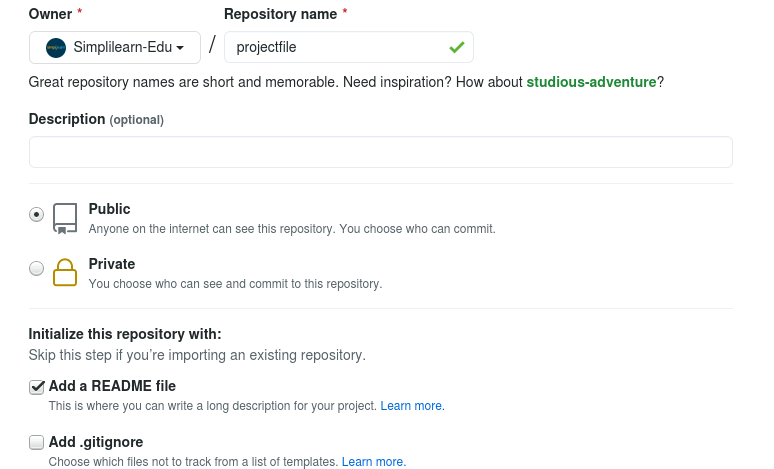 Owner * Repository name *
Simplilearn-Edu / projectfile
Great repository names are short and memorable. Need inspiration? How about studious-adventure?
Description (optional)
Public
Anyone on the internet can see this repository. You choose who can commit.
Private
You choose who can see and commit to this repository.
Initialize this repository with:
Skip this step if you’re importing an existing repository.
Add a README file
This is where you can write a long description for your project. Learn more.
Add .gitignore
Choose which files not to track from a list of templates. Learn more.